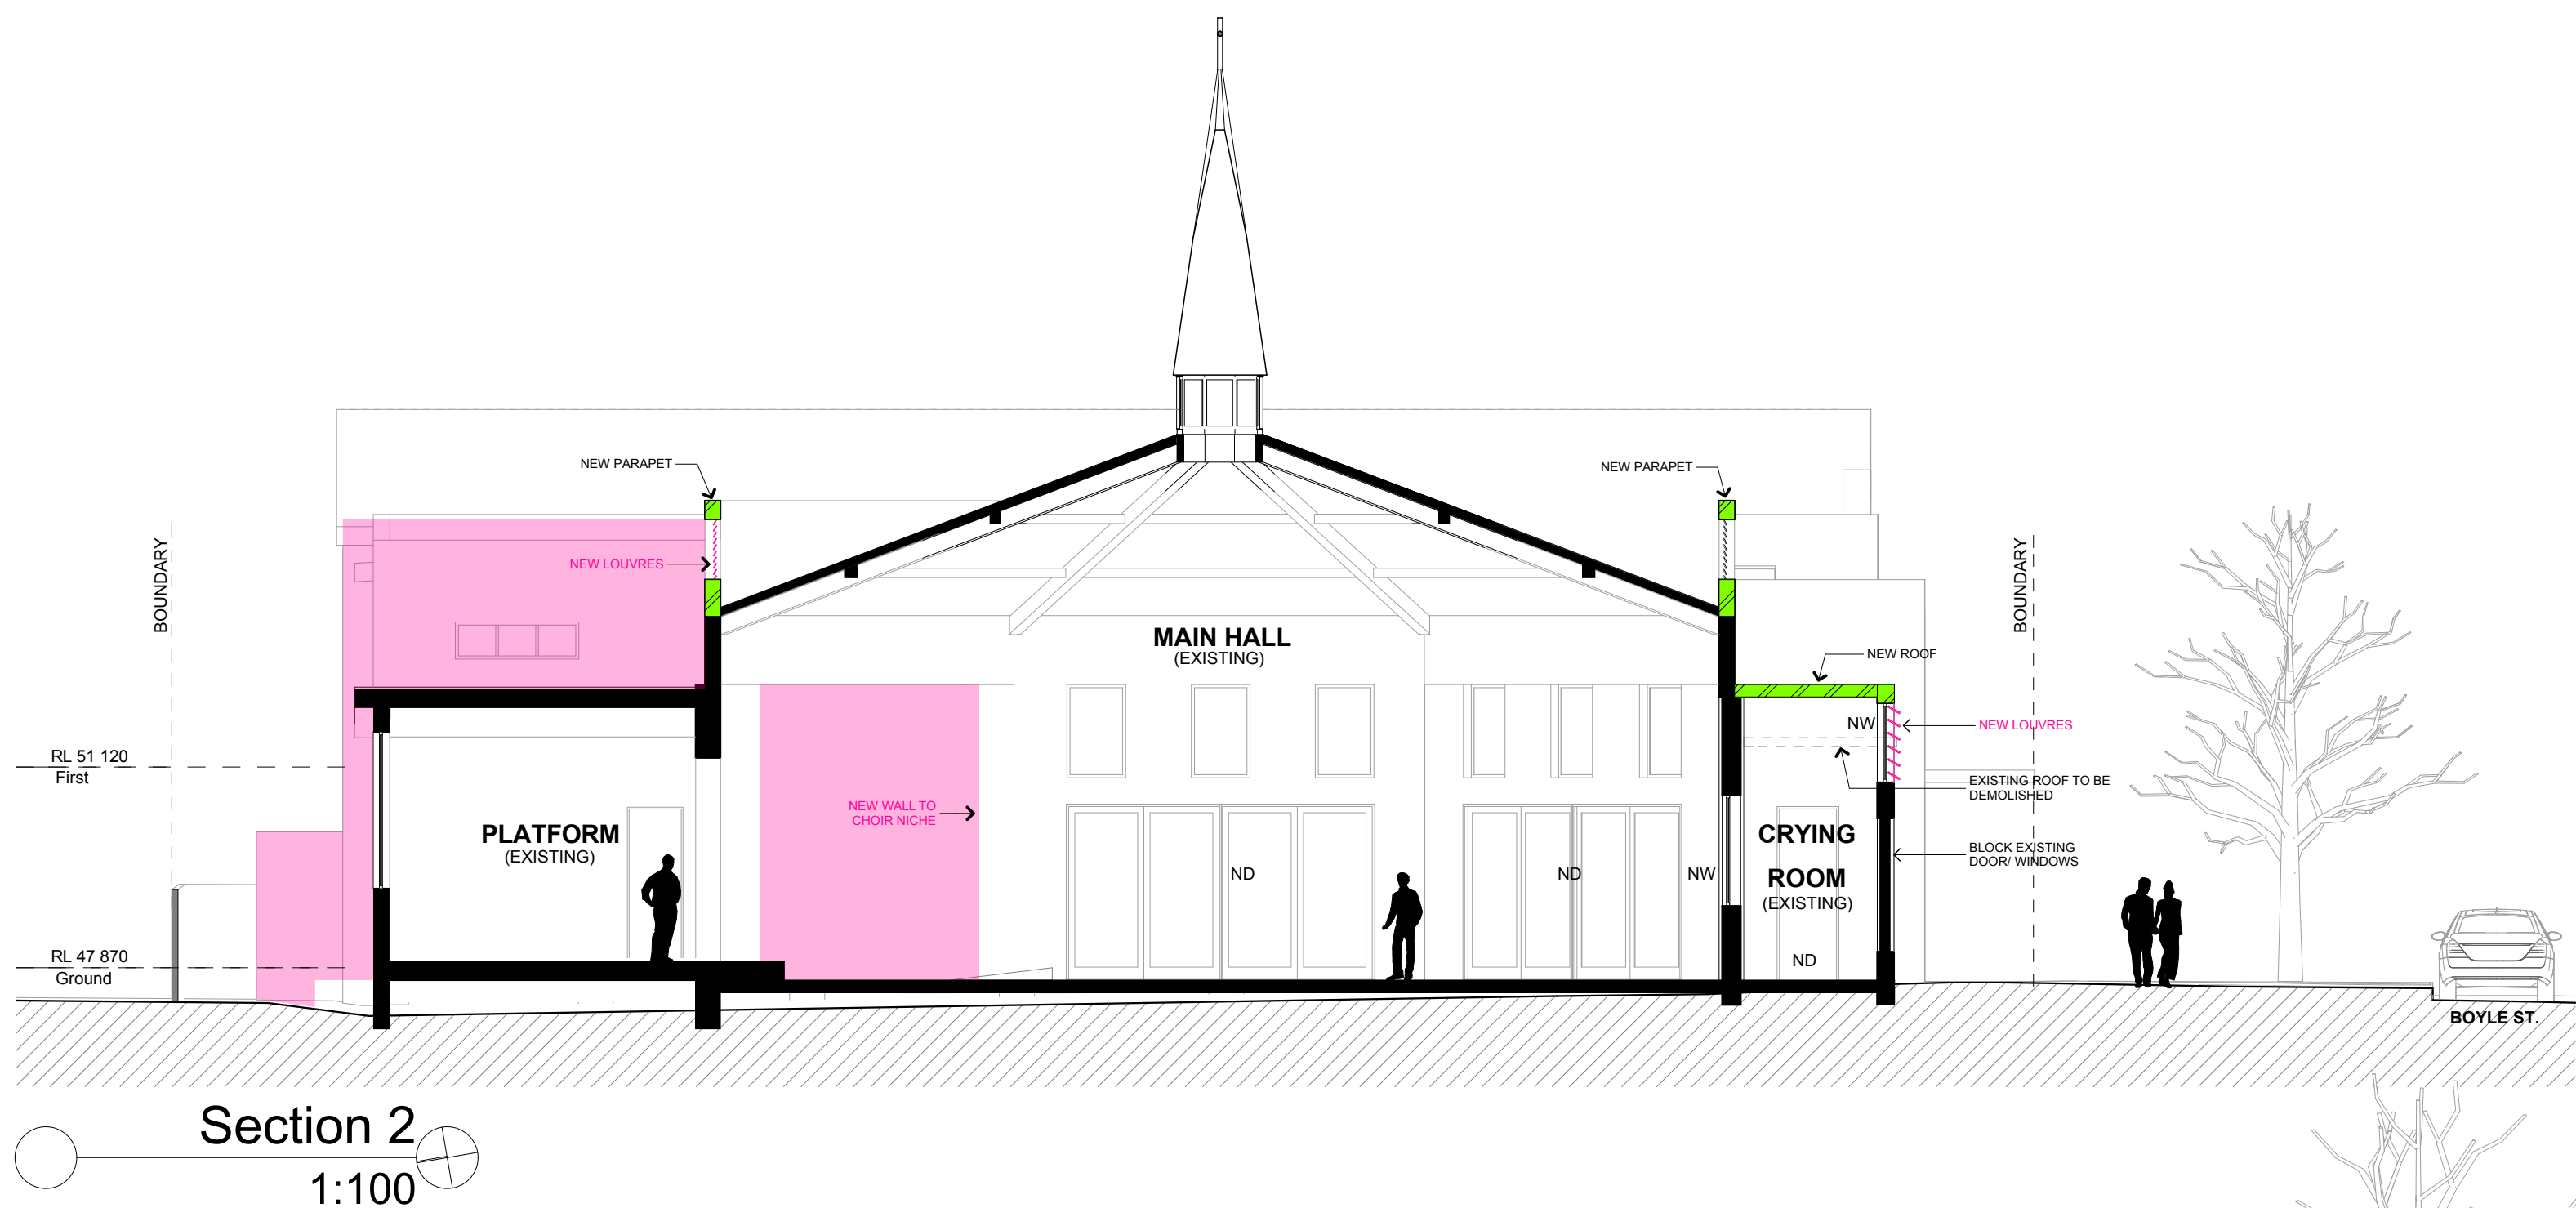 NEW PARAPET
NEW PARAPET
BOUNDARY
NEW LOUVRES
BOUNDARY
MAIN HALL
(EXISTING)
NEW ROOF
NW
NEW LOUVRES
RL 51 120
First
EXISTING ROOF TO BE
DEMOLISHED
NEW WALL TO
CHOIR NICHE
PLATFORM
(EXISTING)
CRYING
ROOM
(EXISTING)
BLOCK EXISTING
DOOR/ WINDOWS
ND
ND
NW
RL 47 870
Ground
ND
BOYLE ST.
Section 2
1:100